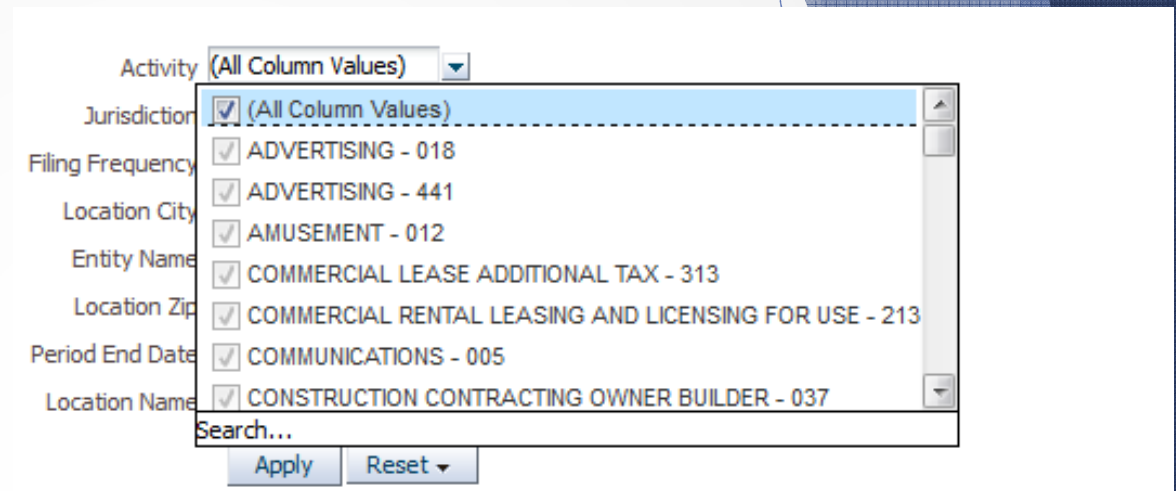 Activity (All Column Values)
Jurisdiction (All Column Values)
Filing Frequency ADVERTISING - 018
Location City ADVERTISING - 441
AMUSEMENT - 012
Entity Name COMMERCIAL LEASE ADDITIONAL TAX - 313
Location Zip COMMERCIAL RENTAL LEASING AND LICENSING FOR USE - 213
Period End Date COMMUNICATIONS - 005
Location Name CONSTRUCTION CONTRACTING OWNER BUILDER - 037
Search...
Apply Reset